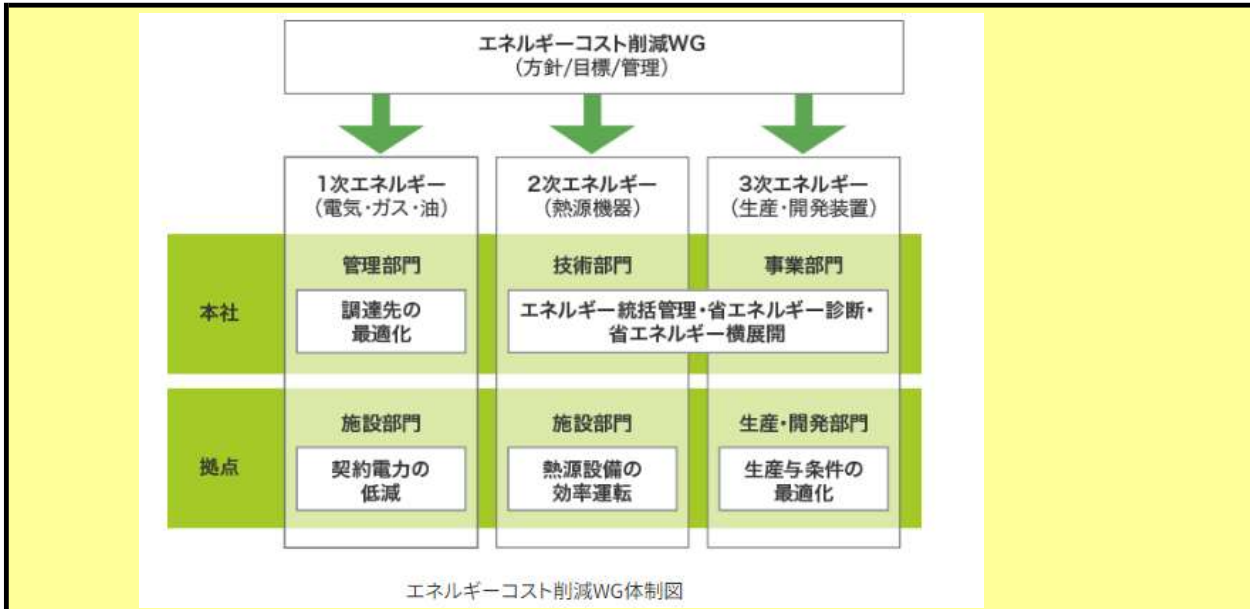 エネルギーコスト削減WG
（方針/目標/管理）
1次エネルギー
（電気・ガス・油）
2次エネルギー
（熱源機器）
3次エネルギー
（生産・開発装置）
本社
管理部門
調達先の
最適化
技術部門
事業部門
エネルギー統括管理・省エネルギー診断・
省エネルギー横展開
拠点
施設部門
契約電力の
低減
施設部門
熱源設備の
効率運転
生産・開発部門
生産与条件の
最適化
エネルギーコスト削減WG体制図